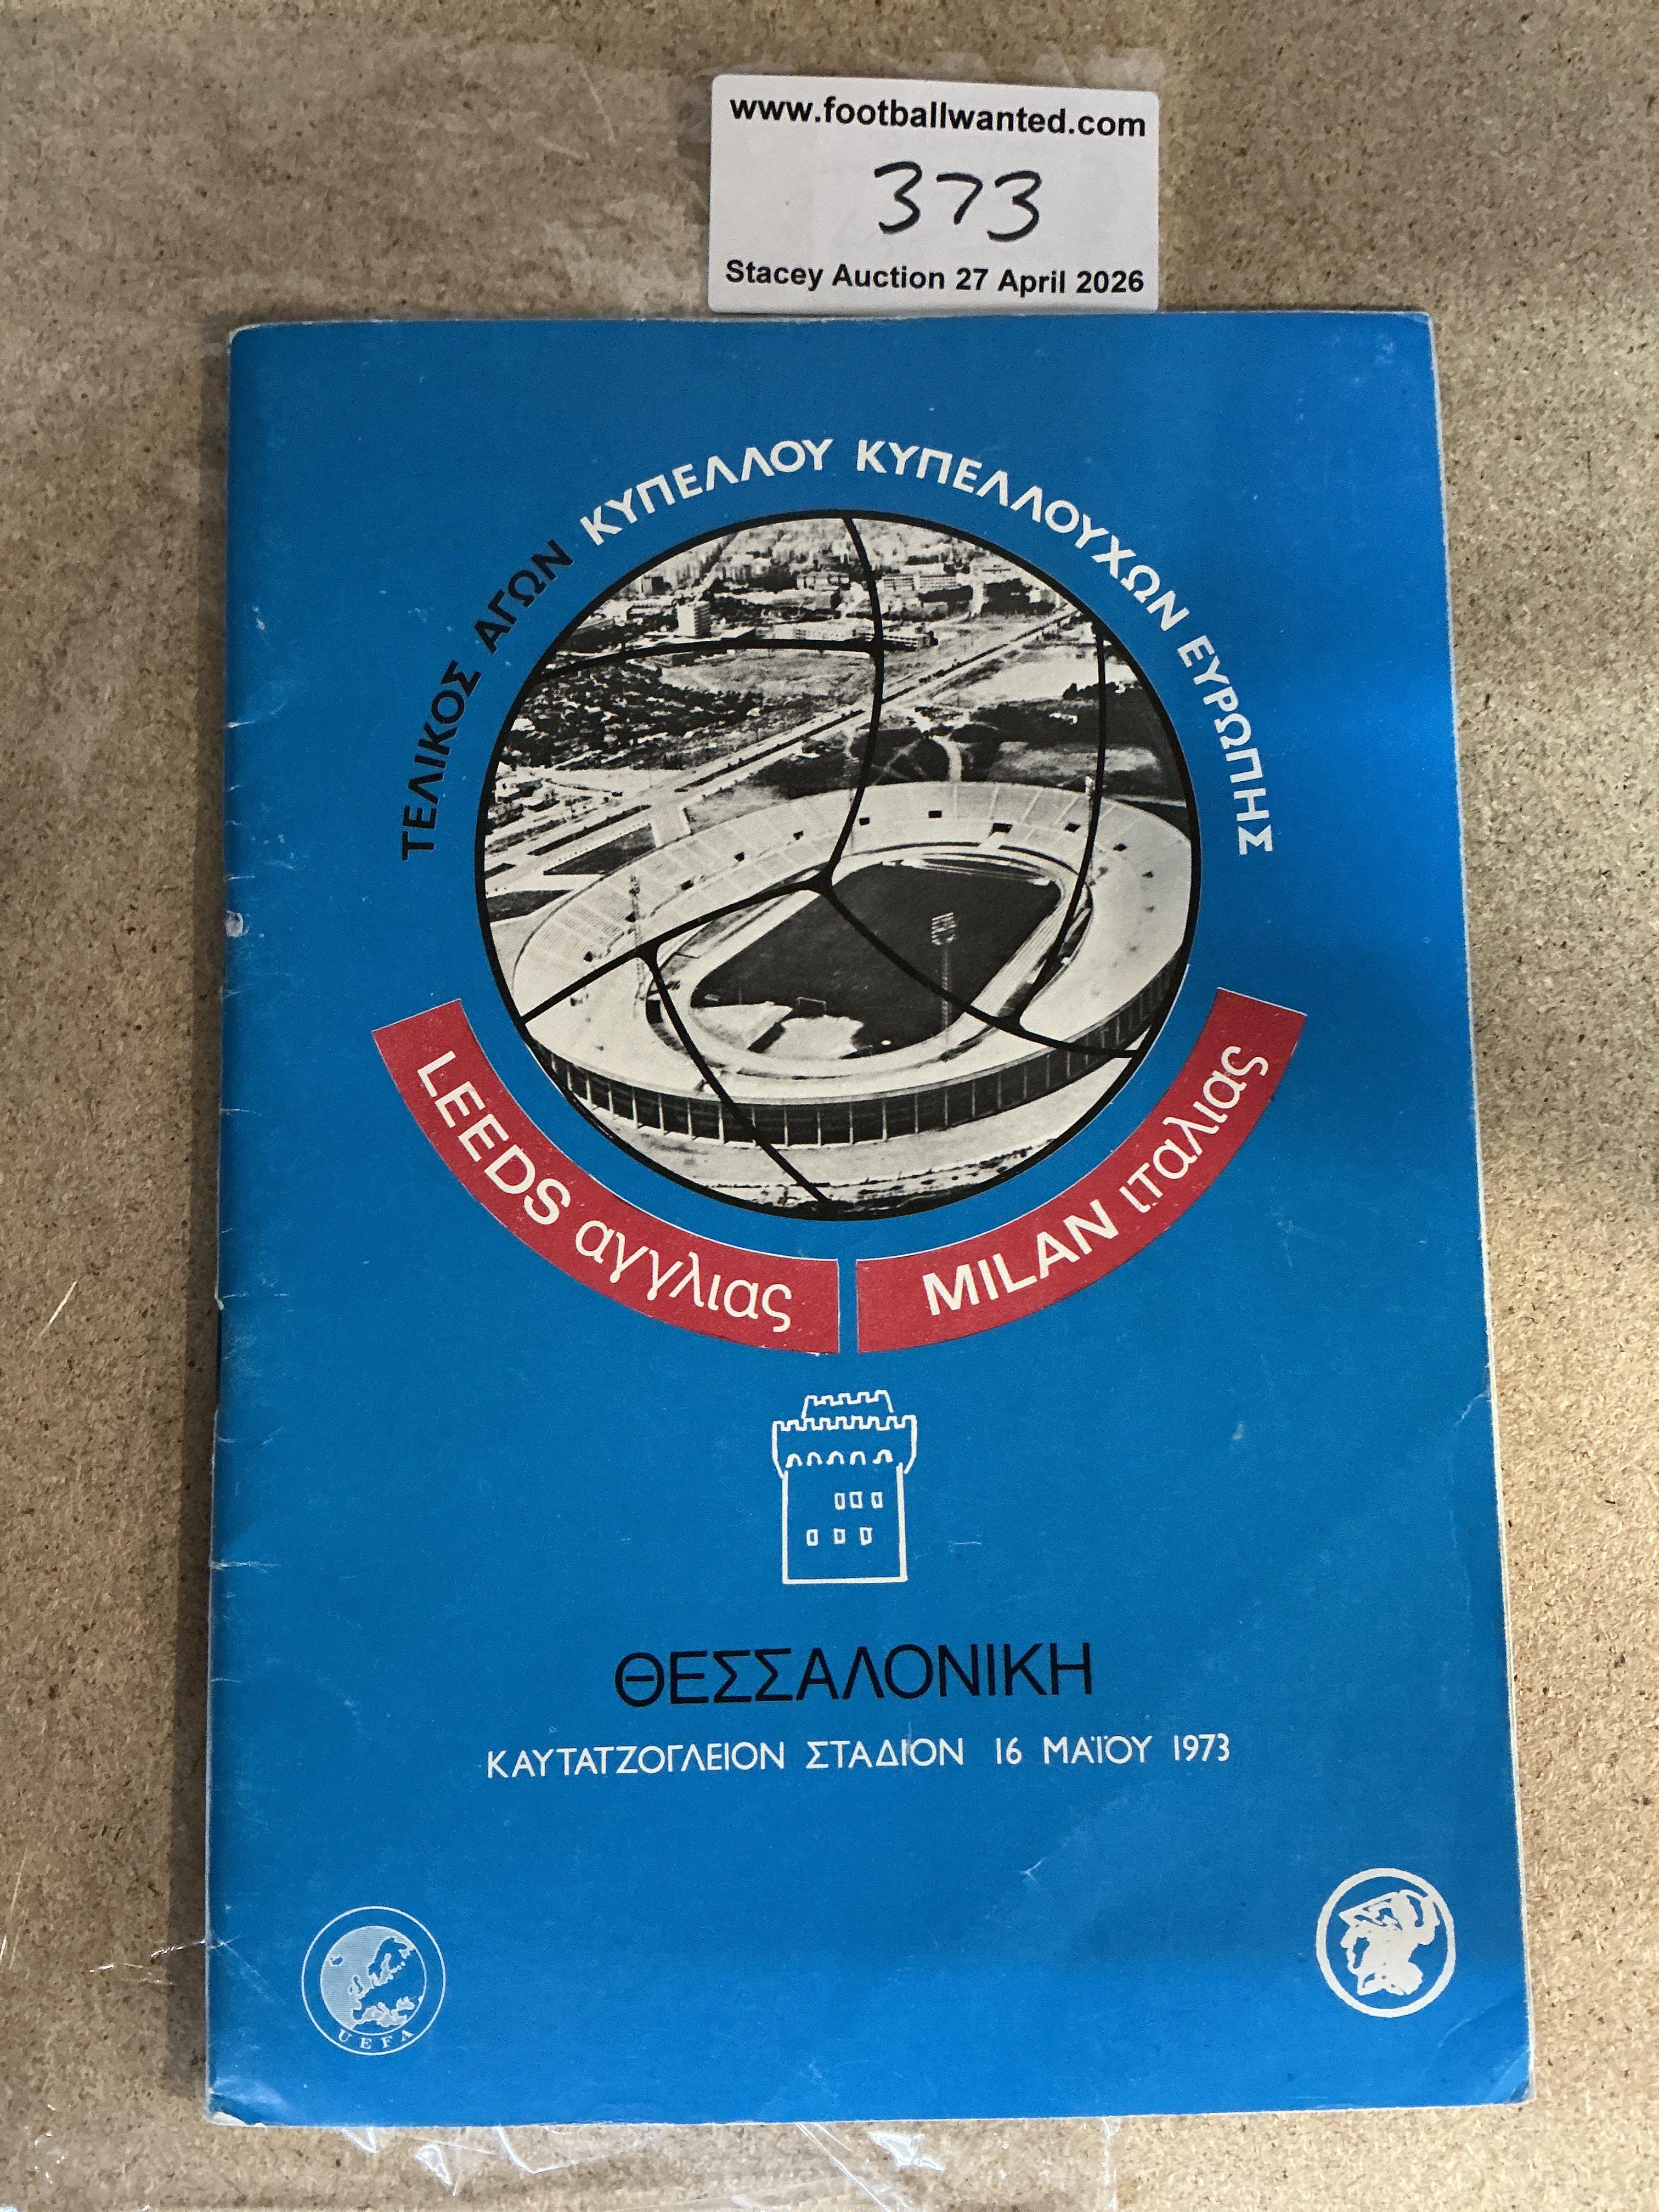 www.footballwanted.com
373
Stacey Auction 27 April 2026
ΤΕΛΙΚΟΣ ΑΓΩΝ ΚΥΠΕΛΛΟΥ ΚΥΠΕΛΛΟΥΧΩΝ ΕΥΡΩΠΗΣ
LEEDS αγγλιας
MILAN ιταλιας
ΘΕΣΣΑΛΟΝΙΚΗ
ΚΑΥΤΑΤΖΟΓΛΕΙΟΝ ΣΤΑΔΙΟΝ 16 ΜΑΪΟΥ 1973
UEFA